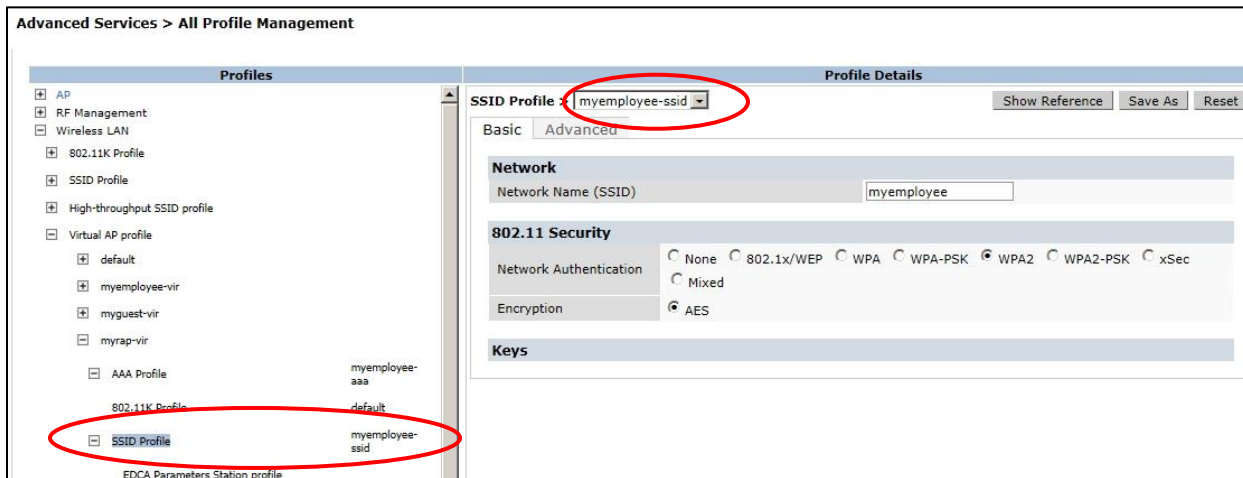 Advanced Services > All Profile Management
Profiles
AP
RF Management
Wireless LAN
802.11K Profile
SSID Profile
High-throughput SSID profile
Virtual AP profile
default
myemployee-vir
myguest-vir
myrap-vir
AAA Profile myemployee-
aaa
802.11K Profile default
SSID Profile myemployee-
ssid
EDCA Parameters Station profile
Profile Details
SSID Profile > myemployee-ssid Show Reference Save As Reset
Basic Advanced
Network
Network Name (SSID) myemployee
802.11 Security
Network Authentication None 802.1x/WEP WPA WPA-PSK WPA2 WPA2-PSK xSec
Mixed
Encryption AES
Keys